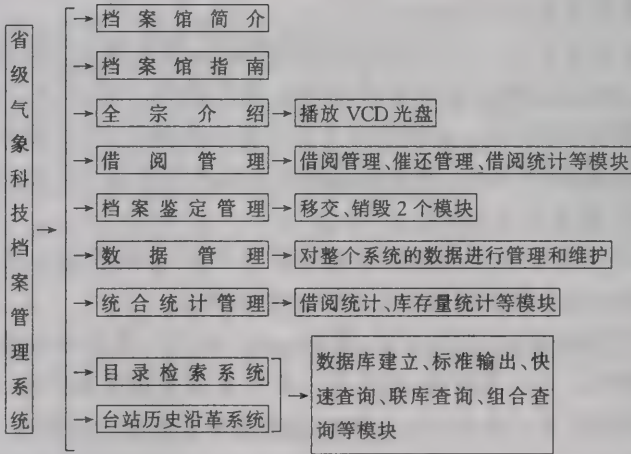 省级气象科技档案管理系统
档案馆简介
档案馆指南
全宗介绍
播放 VCD 光盘
借阅管理
借阅管理、催还管理、借阅统计等模块
档案鉴定管理
移交、销毁 2 个模块
数据管理
对整个系统的数据进行管理和维护
统合统计管理
借阅统计、库存量统计等模块
目录检索系统
台站历史沿革系统
数据库建立、标准输出、快
速查询、联库查询、组合查
询等模块